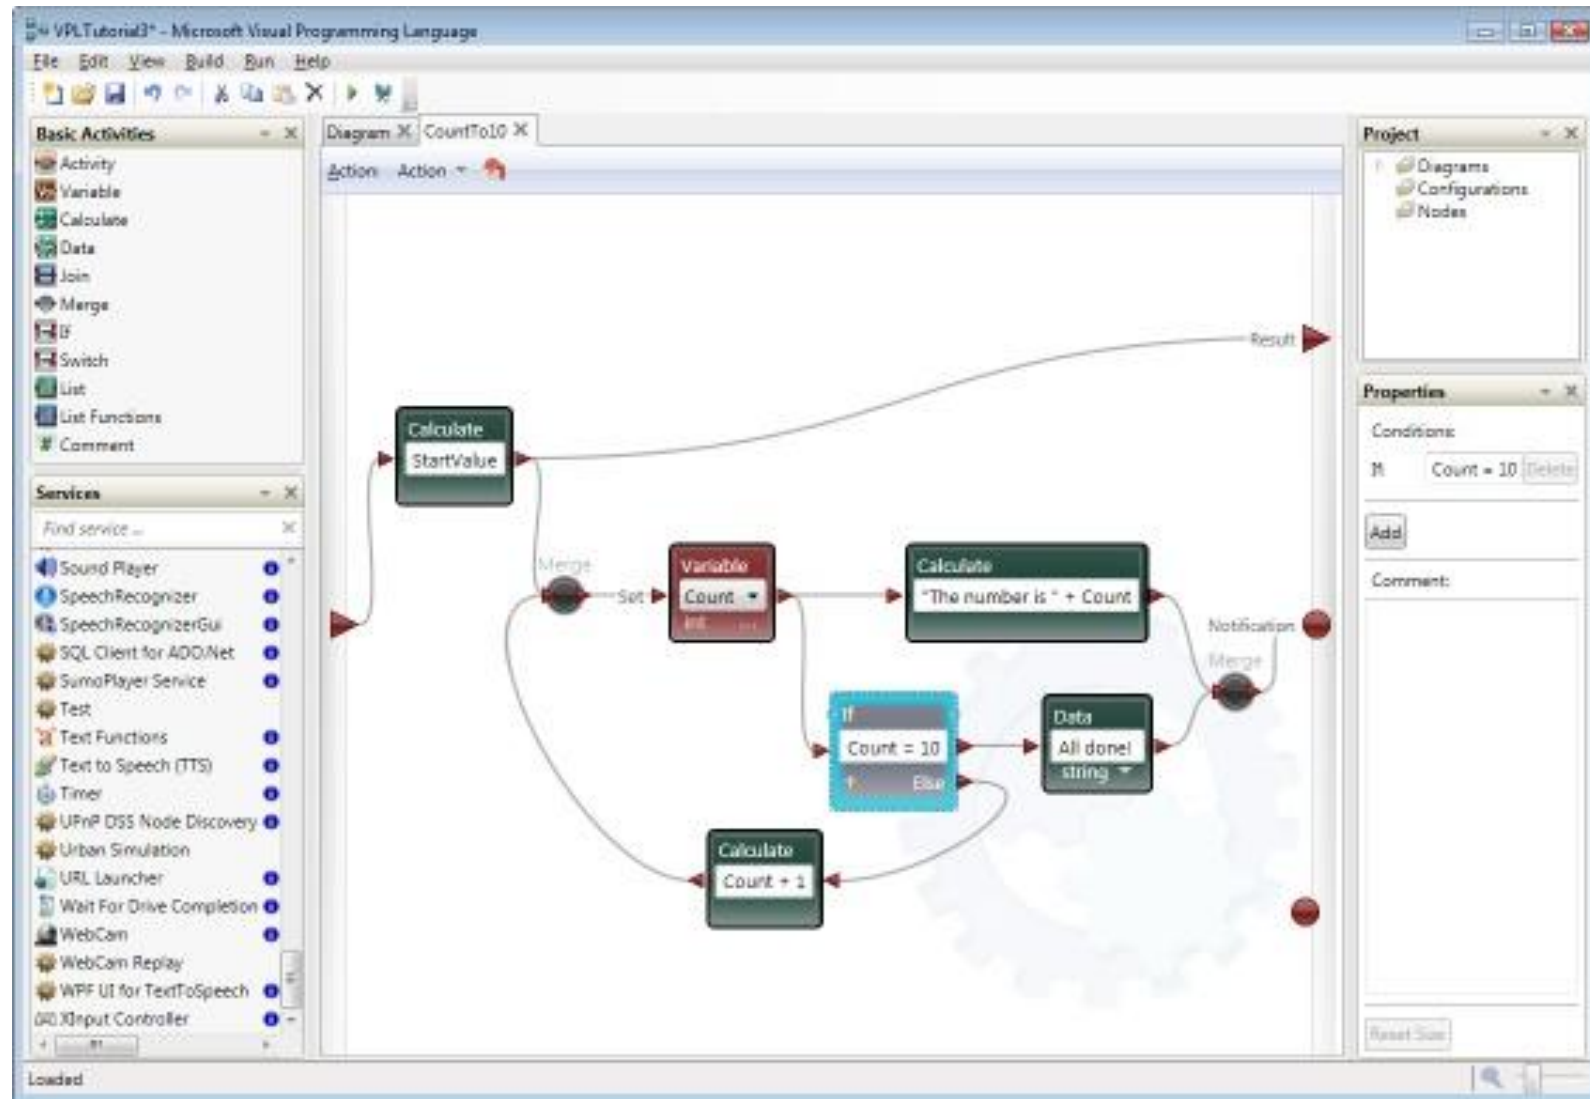 VPLTutorial3* - Microsoft Visual Programming Language
File Edit View Build Run Help
Basic Activities
Activity
Variable
Calculate
Data
Join
Merge
If
Switch
List
List Functions
Comment
Services
Find service ...
Sound Player
SpeechRecognizer
SpeechRecognizerGui
SQL Client for ADO.Net
SumoPlayer Service
Test
Text Functions
Text to Speech (TTS)
Timer
UPnP DSS Node Discovery
Urban Simulation
URL Launcher
Wait For Drive Completion
WebCam
WebCam Replay
WPF UI for TextToSpeech
XInput Controller
Diagram CountTo10
Action: Action
Result
Calculate
StartValue
Merge
Set
Variable
Count
int ...
Calculate
"The number is " + Count
Notification
Merge
If
Count = 10
Else
Data
All done!
string
Calculate
Count + 1
Project
Diagrams
Configurations
Nodes
Properties
Conditions:
If: Count = 10 Delete
Add
Comment:
Reset Size
Loaded